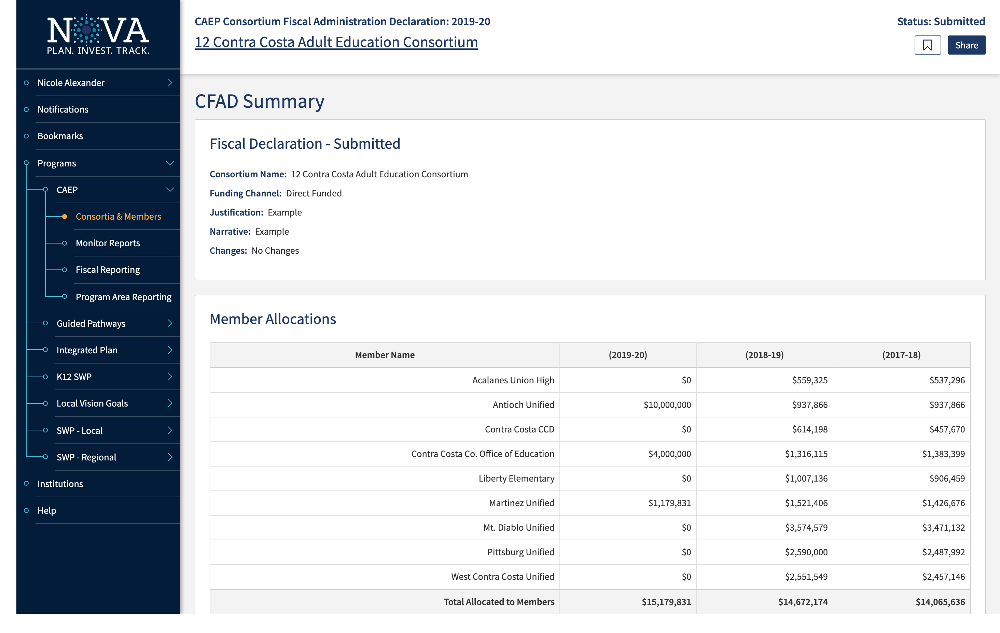 NOVA
PLAN. INVEST. TRACK.
Nicole Alexander
Notifications
Bookmarks
Programs
CAEP
Consortia & Members
Monitor Reports
Fiscal Reporting
Program Area Reporting
Guided Pathways
Integrated Plan
K12 SWP
Local Vision Goals
SWP - Local
SWP - Regional
Institutions
Help
CAEP Consortium Fiscal Administration Declaration: 2019-20
12 Contra Costa Adult Education Consortium
Status: Submitted
Share
CFAD Summary
Fiscal Declaration - Submitted
Consortium Name: 12 Contra Costa Adult Education Consortium
Funding Channel: Direct Funded
Justification: Example
Narrative: Example
Changes: No Changes
Member Allocations
Member Name (2019-20) (2018-19) (2017-18)
Acalanes Union High $0 $559,325 $537,296
Antioch Unified $10,000,000 $937,866 $937,866
Contra Costa CCD $0 $614,198 $457,670
Contra Costa Co. Office of Education $4,000,000 $1,316,115 $1,383,399
Liberty Elementary $0 $1,007,136 $906,459
Martinez Unified $1,179,831 $1,521,406 $1,426,676
Mt. Diablo Unified $0 $3,574,579 $3,471,132
Pittsburg Unified $0 $2,590,000 $2,487,992
West Contra Costa Unified $0 $2,551,549 $2,457,146
Total Allocated to Members $15,179,831 $14,672,174 $14,065,636